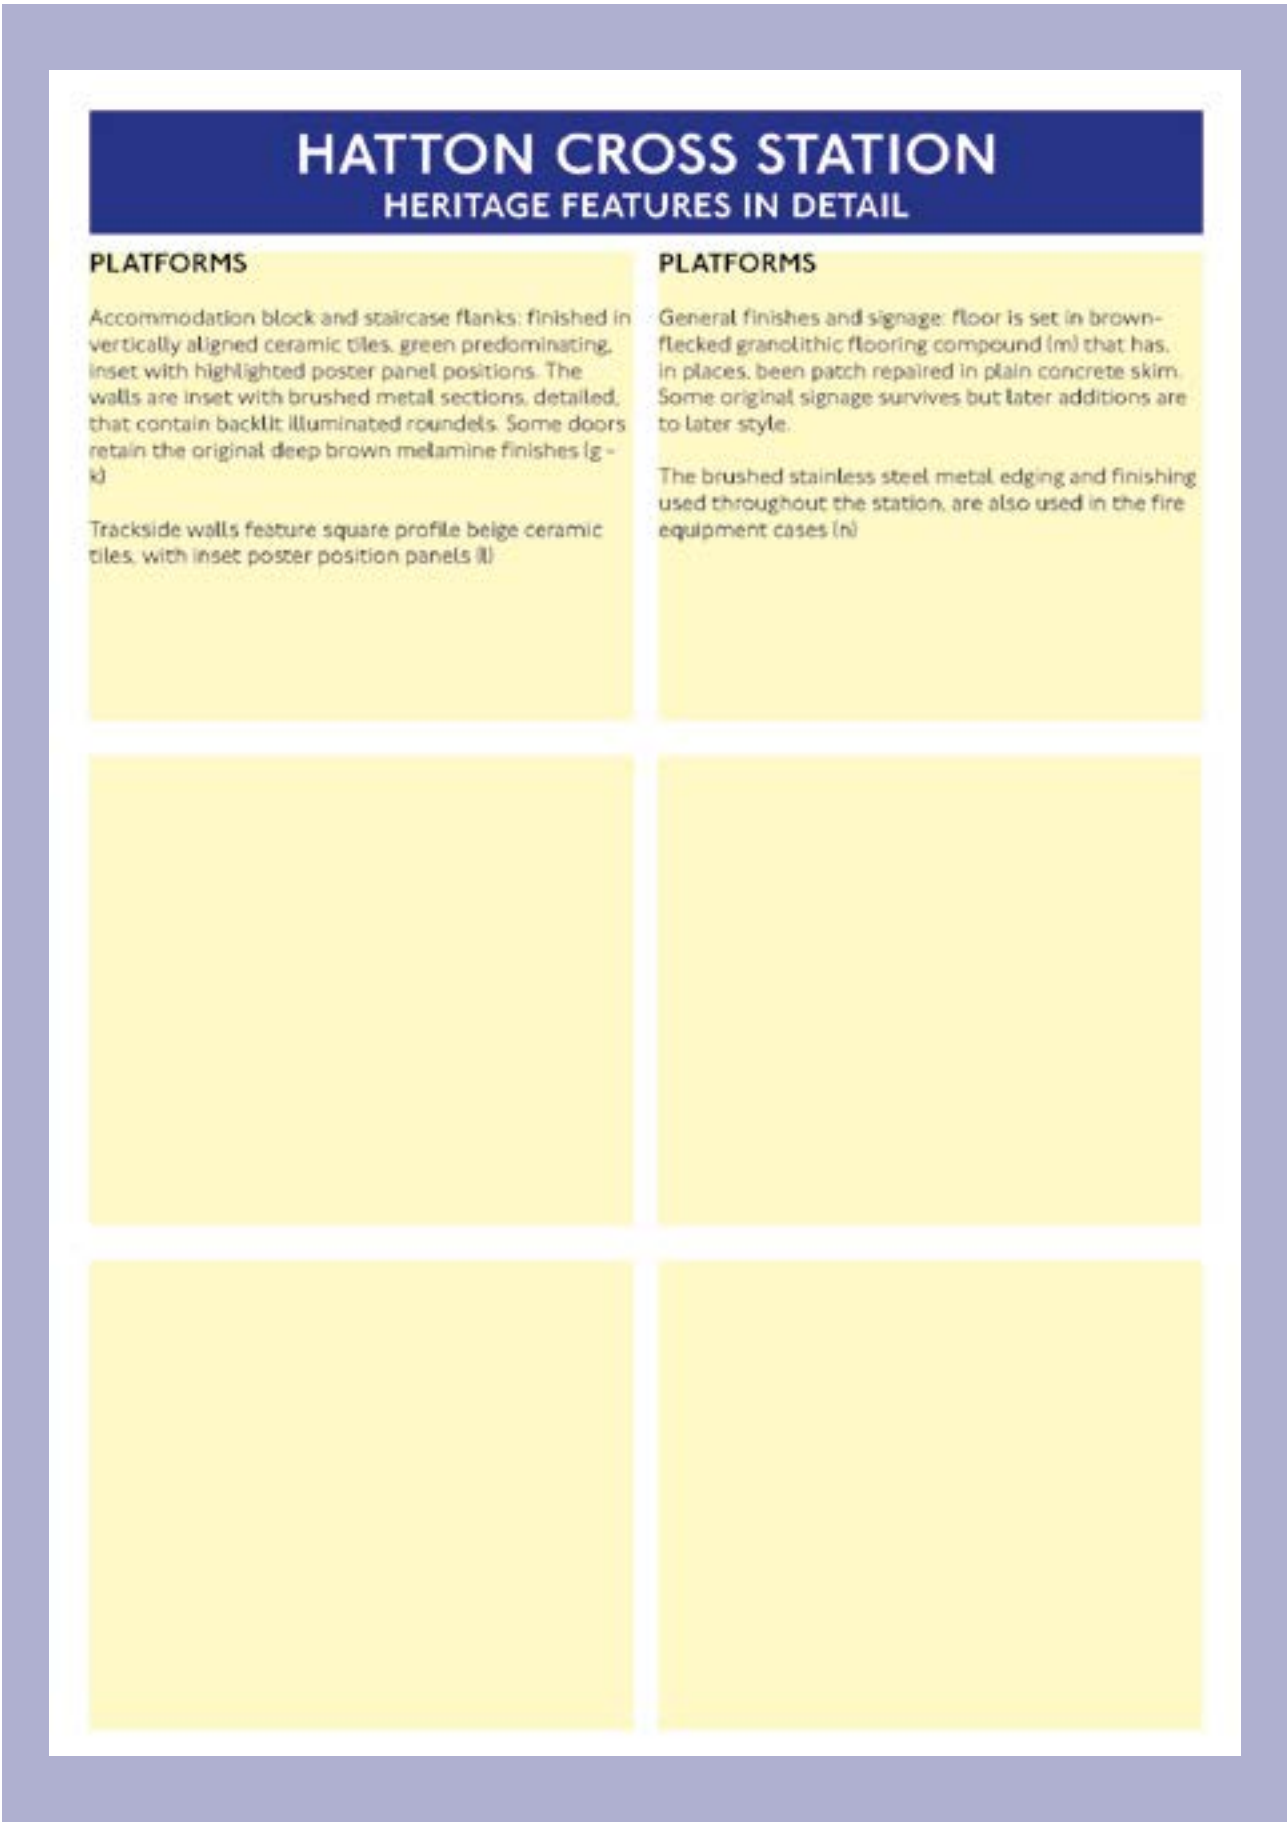 HATTON CROSS STATION
HERITAGE FEATURES IN DETAIL
PLATFORMS
Accommodation block and staircase flanks: finished in
vertically aligned ceramic tiles, green predominating,
inset with highlighted poster panel positions. The
walls are inset with brushed metal sections, detailed,
that contain backlit illuminated roundels. Some doors
retain the original deep brown melamine finishes (g -
k)
Trackside walls feature square profile beige ceramic
tiles, with inset poster position panels (l)
PLATFORMS
General finishes and signage: floor is set in brown-
flecked granolithic flooring compound (m) that has,
in places, been patch repaired in plain concrete skim.
Some original signage survives but later additions are
to later style.
The brushed stainless steel metal edging and finishing
used throughout the station, are also used in the fire
equipment cases (n)